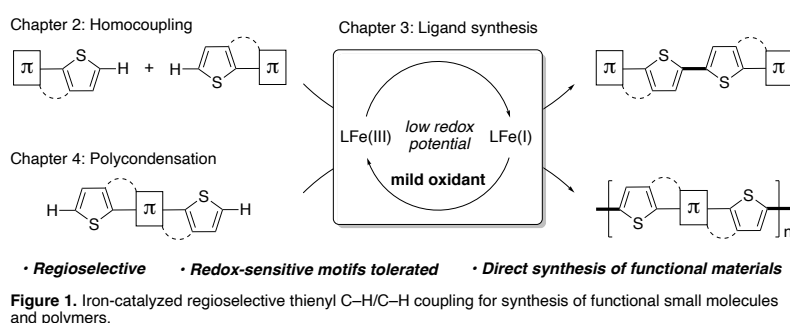 Chapter 2: Homocoupling
Chapter 3: Ligand synthesis
π S H + H S π
π S S π
LFe(III) low redox potential LFe(I)
mild oxidant
Chapter 4: Polycondensation
H S π S H
S π S n
• Regioselective • Redox-sensitive motifs tolerated • Direct synthesis of functional materials
Figure 1. Iron-catalyzed regioselective thienyl C–H/C–H coupling for synthesis of functional small molecules
and polymers.